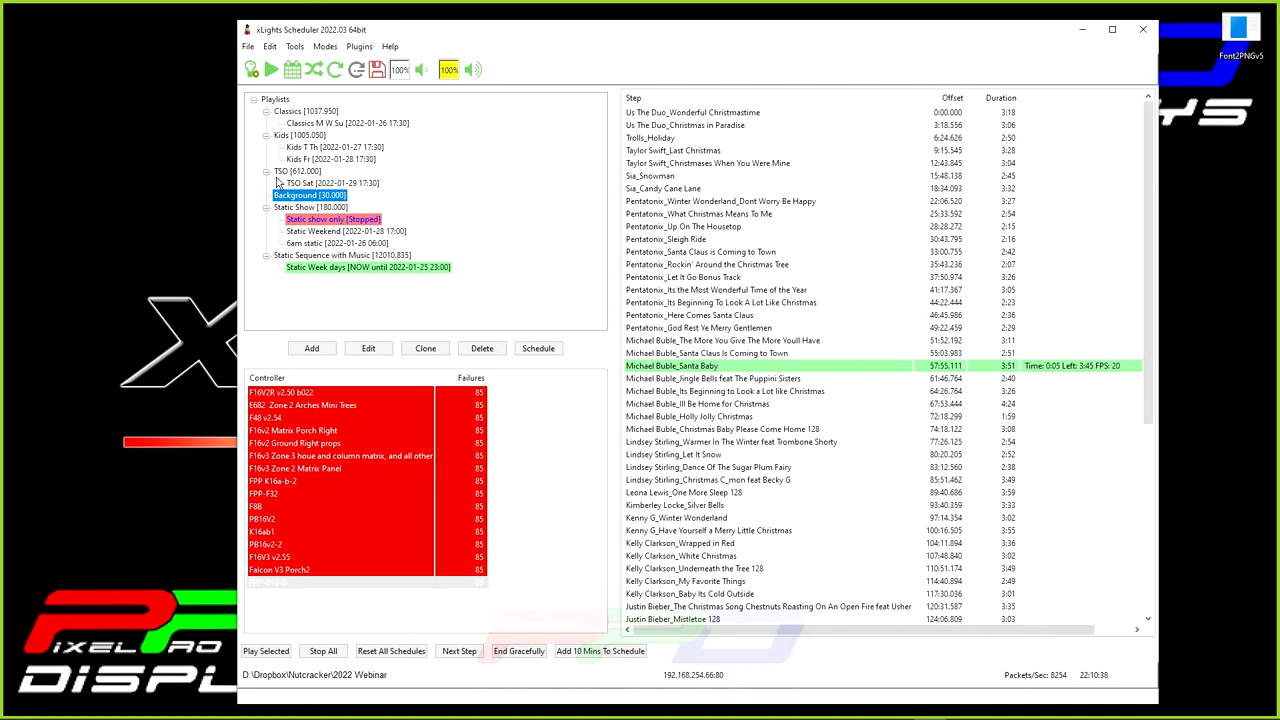 xLights Scheduler 2022.03 64bit
File Edit Tools Modes Plugins Help
100% 100%
Playlists
Classics [1037.950]
Classics M W Su [2022-01-26 17:30]
Kids [1005.050]
Kids T Th [2022-01-27 17:30]
Kids Fr [2022-01-28 17:30]
TSO [612.000]
TSO Sat [2022-01-29 17:30]
Background [30.000]
Static Show [180.000]
Static show only [Stopped]
Static Weekend [2022-01-28 17:00]
6am static [2022-01-26 06:00]
Static Sequence with Music [12010.835]
Static Week days [NOW until 2022-01-25 23:00]
Add Edit Clone Delete Schedule
Controller Failures
F16V2R v2.50 b022 85
E682 Zone 2 Arches Mini Trees 85
F48 v2.54 85
F16v2 Matrix Porch Right 85
F16v2 Ground Right props 85
F16v3 Zone 3 houe and column matrix, and all other 85
F16v3 Zone 2 Matrix Panel 85
FPP K16a-b-2 85
FPP-F32 85
F8B 85
PB16V2 85
K16ab1 85
PB16v2-2 85
F16V3 v2.55 85
Falcon V3 Porch2 85
85
Step Offset Duration
Us The Duo_Wonderful Christmastime 0:00.000 3:18
Us The Duo_Christmas in Paradise 3:18.556 3:06
Trolls_Holiday 6:24.626 2:50
Taylor Swift_Last Christmas 9:15.545 3:28
Taylor Swift_Christmases When You Were Mine 12:43.845 3:04
Sia_Snowman 15:48.138 2:45
Sia_Candy Cane Lane 18:34.093 3:32
Pentatonix_Winter Wonderland_Dont Worry Be Happy 22:06.520 3:27
Pentatonix_What Christmas Means To Me 25:33.592 2:54
Pentatonix_Up On The Housetop 28:28.272 2:15
Pentatonix_Sleigh Ride 30:43.795 2:16
Pentatonix_Santa Claus is Coming to Town 33:00.755 2:42
Pentatonix_Rockin' Around the Christmas Tree 35:43.236 2:07
Pentatonix_Let It Go Bonus Track 37:50.974 3:26
Pentatonix_Its the Most Wonderful Time of the Year 41:17.367 3:05
Pentatonix_Its Beginning To Look A Lot Like Christmas 44:22.444 2:23
Pentatonix_Here Comes Santa Claus 46:45.986 2:36
Pentatonix_God Rest Ye Merry Gentlemen 49:22.459 2:29
Michael Buble_The More You Give The More Youll Have 51:52.192 3:11
Michael Buble_Santa Claus Is Coming to Town 55:03.983 2:51
Michael Buble_Santa Baby 57:55.111 3:51 Time: 0:05 Left: 3:45 FPS: 20
Michael Buble_Jingle Bells feat The Puppini Sisters 61:46.764 2:40
Michael Buble_Its Beginning to Look a Lot Like Christmas 64:26.764 3:26
Michael Buble_Ill Be Home for Christmas 67:53.444 4:24
Michael Buble_Holly Jolly Christmas 72:18.299 1:59
Michael Buble_Christmas Baby Please Come Home 128 74:18.122 3:08
Lindsey Stirling_Warmer In The Winter feat Trombone Shorty 77:26.125 2:54
Lindsey Stirling_Let It Snow 80:20.205 2:52
Lindsey Stirling_Dance Of The Sugar Plum Fairy 83:12.560 2:38
Lindsey Stirling_Christmas C_mon feat Becky G 85:51.462 3:49
Leona Lewis_One More Sleep 128 89:40.686 3:59
Kimberley Locke_Silver Bells 93:40.359 3:33
Kenny G_Winter Wonderland 97:14.354 3:02
Kenny G_Have Yourself a Merry Little Christmas 100:16.505 3:55
Kelly Clarkson_Wrapped in Red 104:11.894 3:36
Kelly Clarkson_White Christmas 107:48.840 3:02
Kelly Clarkson_Underneath the Tree 128 110:51.174 3:49
Kelly Clarkson_My Favorite Things 114:40.894 2:49
Kelly Clarkson_Baby Its Cold Outside 117:30.036 3:01
Justin Bieber_The Christmas Song Chestnuts Roasting On An Open Fire feat Usher 120:31.587 3:35
Justin Bieber_Mistletoe 128 124:06.809 3:03
Play Selected Stop All Reset All Schedules Next Step End Gracefully Add 10 Mins To Schedule
D:\Dropbox\Nutcracker\2022 Webinar 192.168.254.66:80 Packets/Sec: 8254 22:10:38
Font2PNGv5
YS
X
PIXEL PRO
DISPL